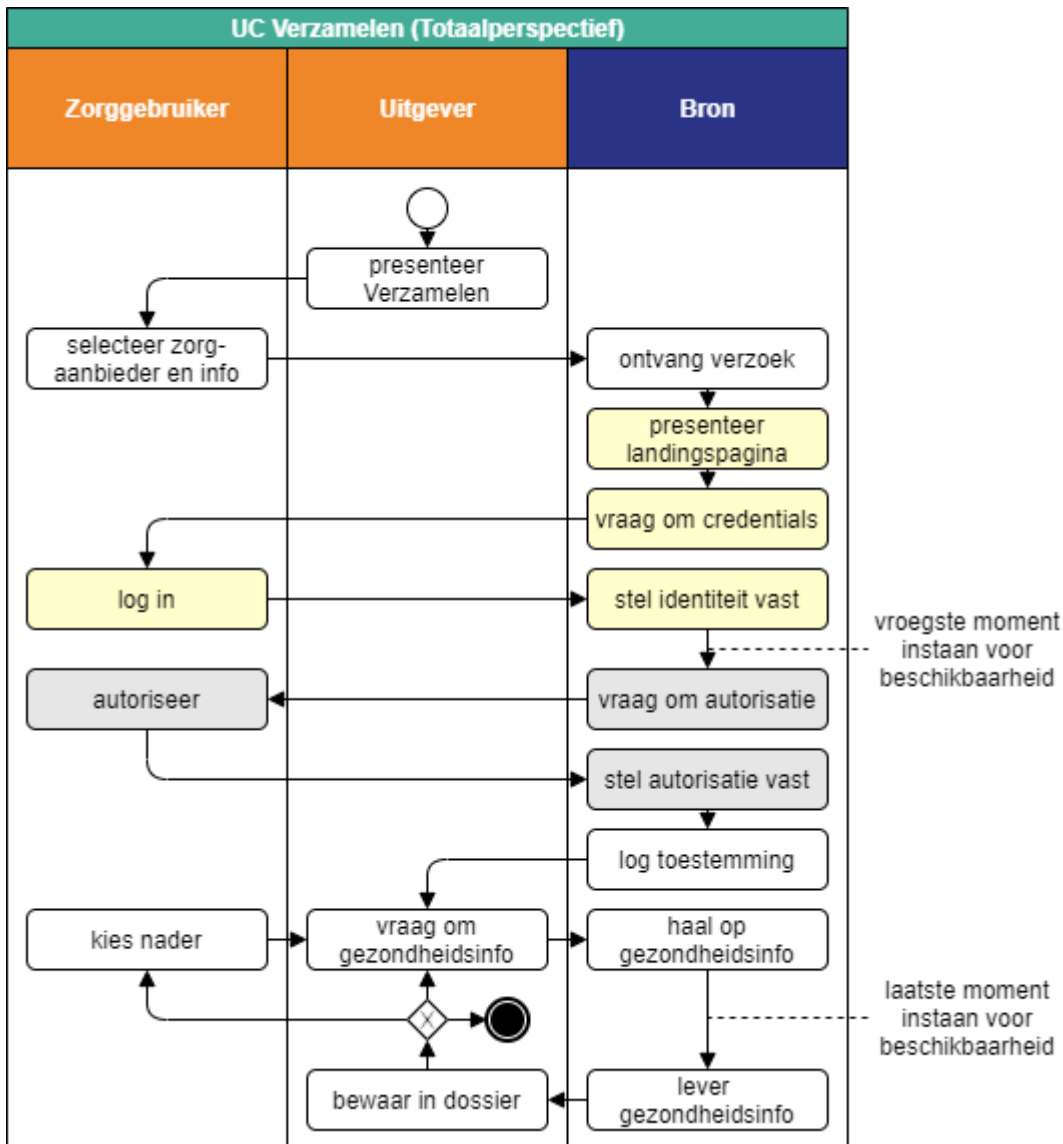 UC Verzamelen (Totaalperspectief)
Zorggebruiker
Uitgever
Bron
presenteer
Verzamelen
selecteer zorg-
aanbieder en info
ontvang verzoek
presenteer
landingspagina
vraag om credentials
log in
stel identiteit vast
vroegste moment
instaan voor
beschikbaarheid
autoriseer
vraag om autorisatie
stel autorisatie vast
log toestemming
kies nader
vraag om
gezondheidsinfo
haal op
gezondheidsinfo
laatste moment
instaan voor
beschikbaarheid
X
bewaar in dossier
lever
gezondheidsinfo